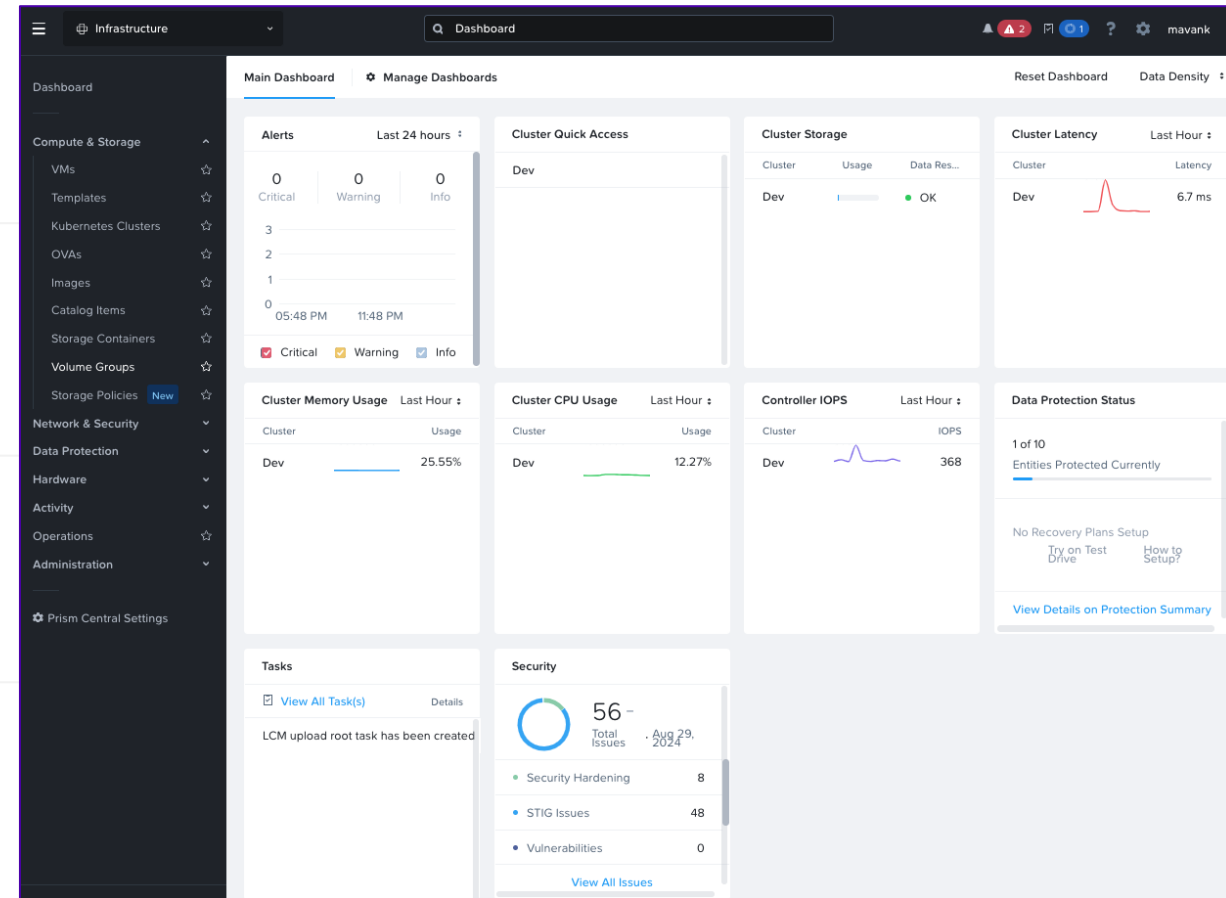 Infrastructure
Dashboard
2
1
?
mavank
Dashboard
Compute & Storage
VMs
Templates
Kubernetes Clusters
OVAs
Images
Catalog Items
Storage Containers
Volume Groups
Storage Policies New
Network & Security
Data Protection
Hardware
Activity
Operations
Administration
Prism Central Settings
Main Dashboard
Manage Dashboards
Reset Dashboard
Data Density
Alerts Last 24 hours
0 0 0
Critical Warning Info
3
2
1
0
05:48 PM 11:48 PM
Critical Warning Info
Cluster Quick Access
Dev
Cluster Storage
Cluster Usage Data Res...
Dev OK
Cluster Latency Last Hour
Cluster Latency
Dev 6.7 ms
Cluster Memory Usage Last Hour
Cluster Usage
Dev 25.55%
Cluster CPU Usage Last Hour
Cluster Usage
Dev 12.27%
Controller IOPS Last Hour
Cluster IOPS
Dev 368
Data Protection Status
1 of 10
Entities Protected Currently
No Recovery Plans Setup
Try on Test Drive
How to Setup?
View Details on Protection Summary
Tasks
View All Task(s) Details
LCM upload root task has been created
Security
56 –
Total Issues , Aug 29, 2024
Security Hardening 8
STIG Issues 48
Vulnerabilities 0
View All Issues